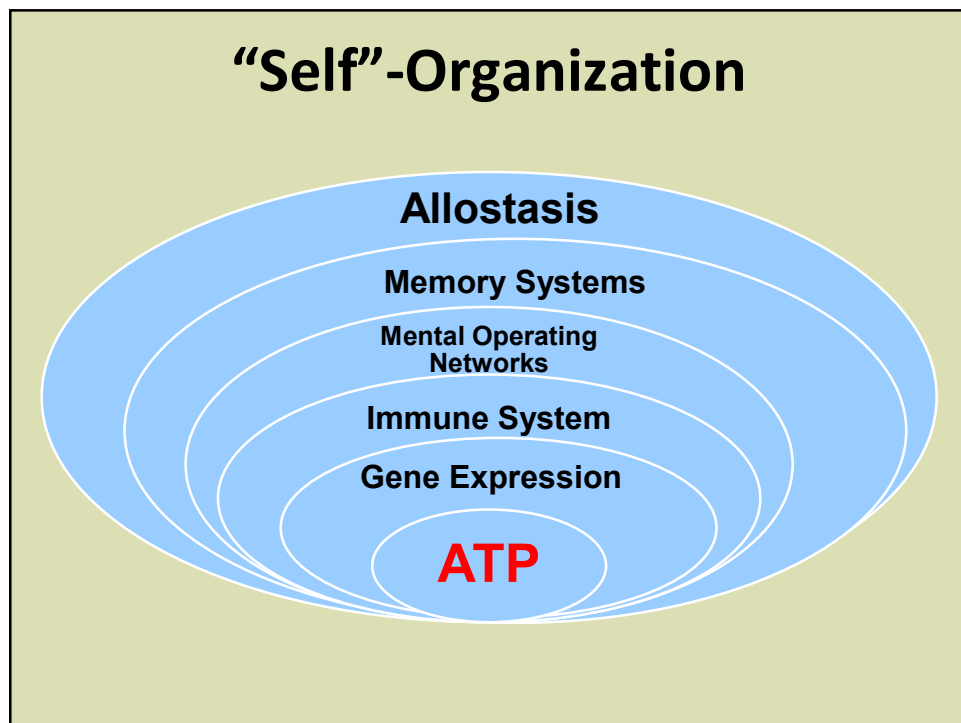 “Self”-Organization
Allostasis
Memory Systems
Mental Operating
Networks
Immune System
Gene Expression
ATP